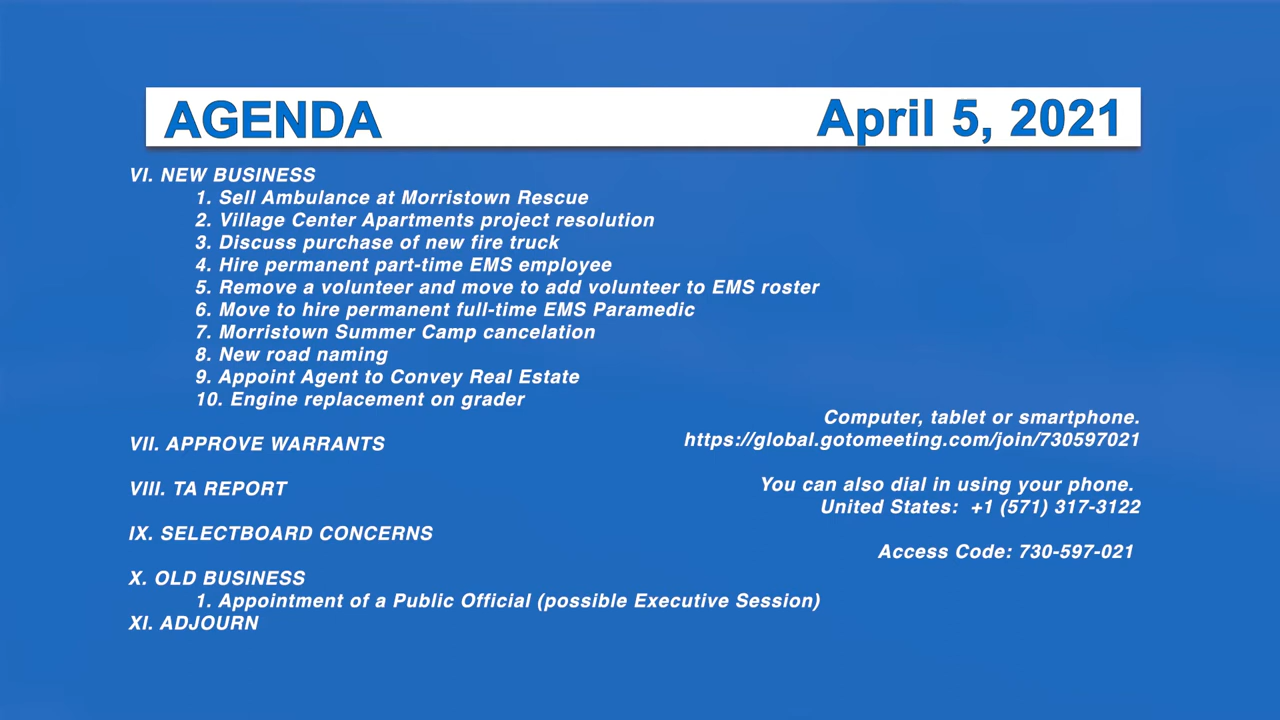 AGENDA April 5, 2021
VI. NEW BUSINESS
1. Sell Ambulance at Morristown Rescue
2. Village Center Apartments project resolution
3. Discuss purchase of new fire truck
4. Hire permanent part-time EMS employee
5. Remove a volunteer and move to add volunteer to EMS roster
6. Move to hire permanent full-time EMS Paramedic
7. Morristown Summer Camp cancelation
8. New road naming
9. Appoint Agent to Convey Real Estate
10. Engine replacement on grader
VII. APPROVE WARRANTS
VIII. TA REPORT
IX. SELECTBOARD CONCERNS
X. OLD BUSINESS
1. Appointment of a Public Official (possible Executive Session)
XI. ADJOURN
Computer, tablet or smartphone.
https://global.gotomeeting.com/join/730597021
You can also dial in using your phone.
United States: +1 (571) 317-3122
Access Code: 730-597-021